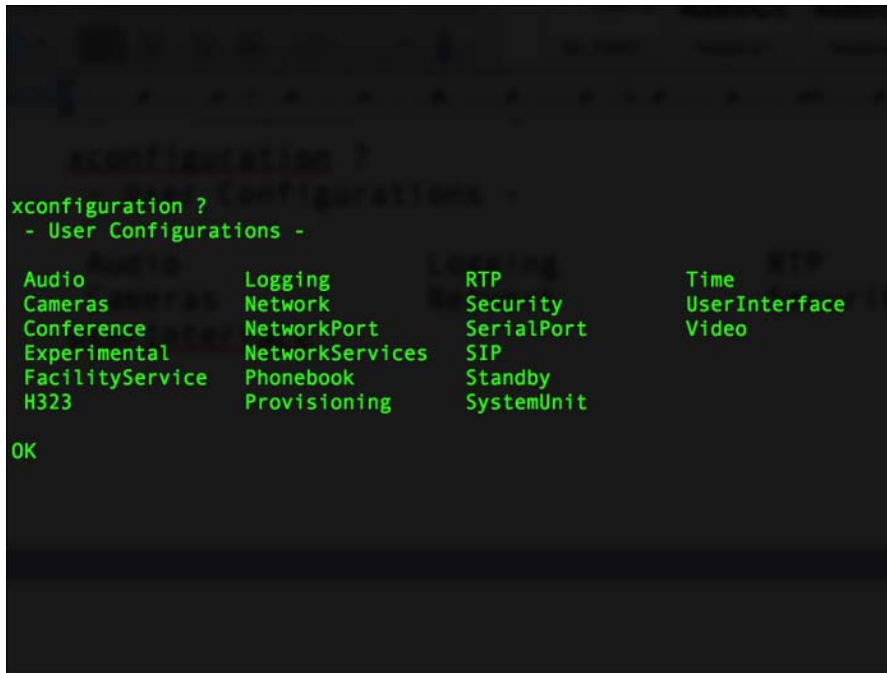 xconfiguration ?
- User Configurations -
Audio Logging RTP Time
Cameras Network Security UserInterface
Conference NetworkPort SerialPort Video
Experimental NetworkServices SIP
FacilityService Phonebook Standby
H323 Provisioning SystemUnit
OK